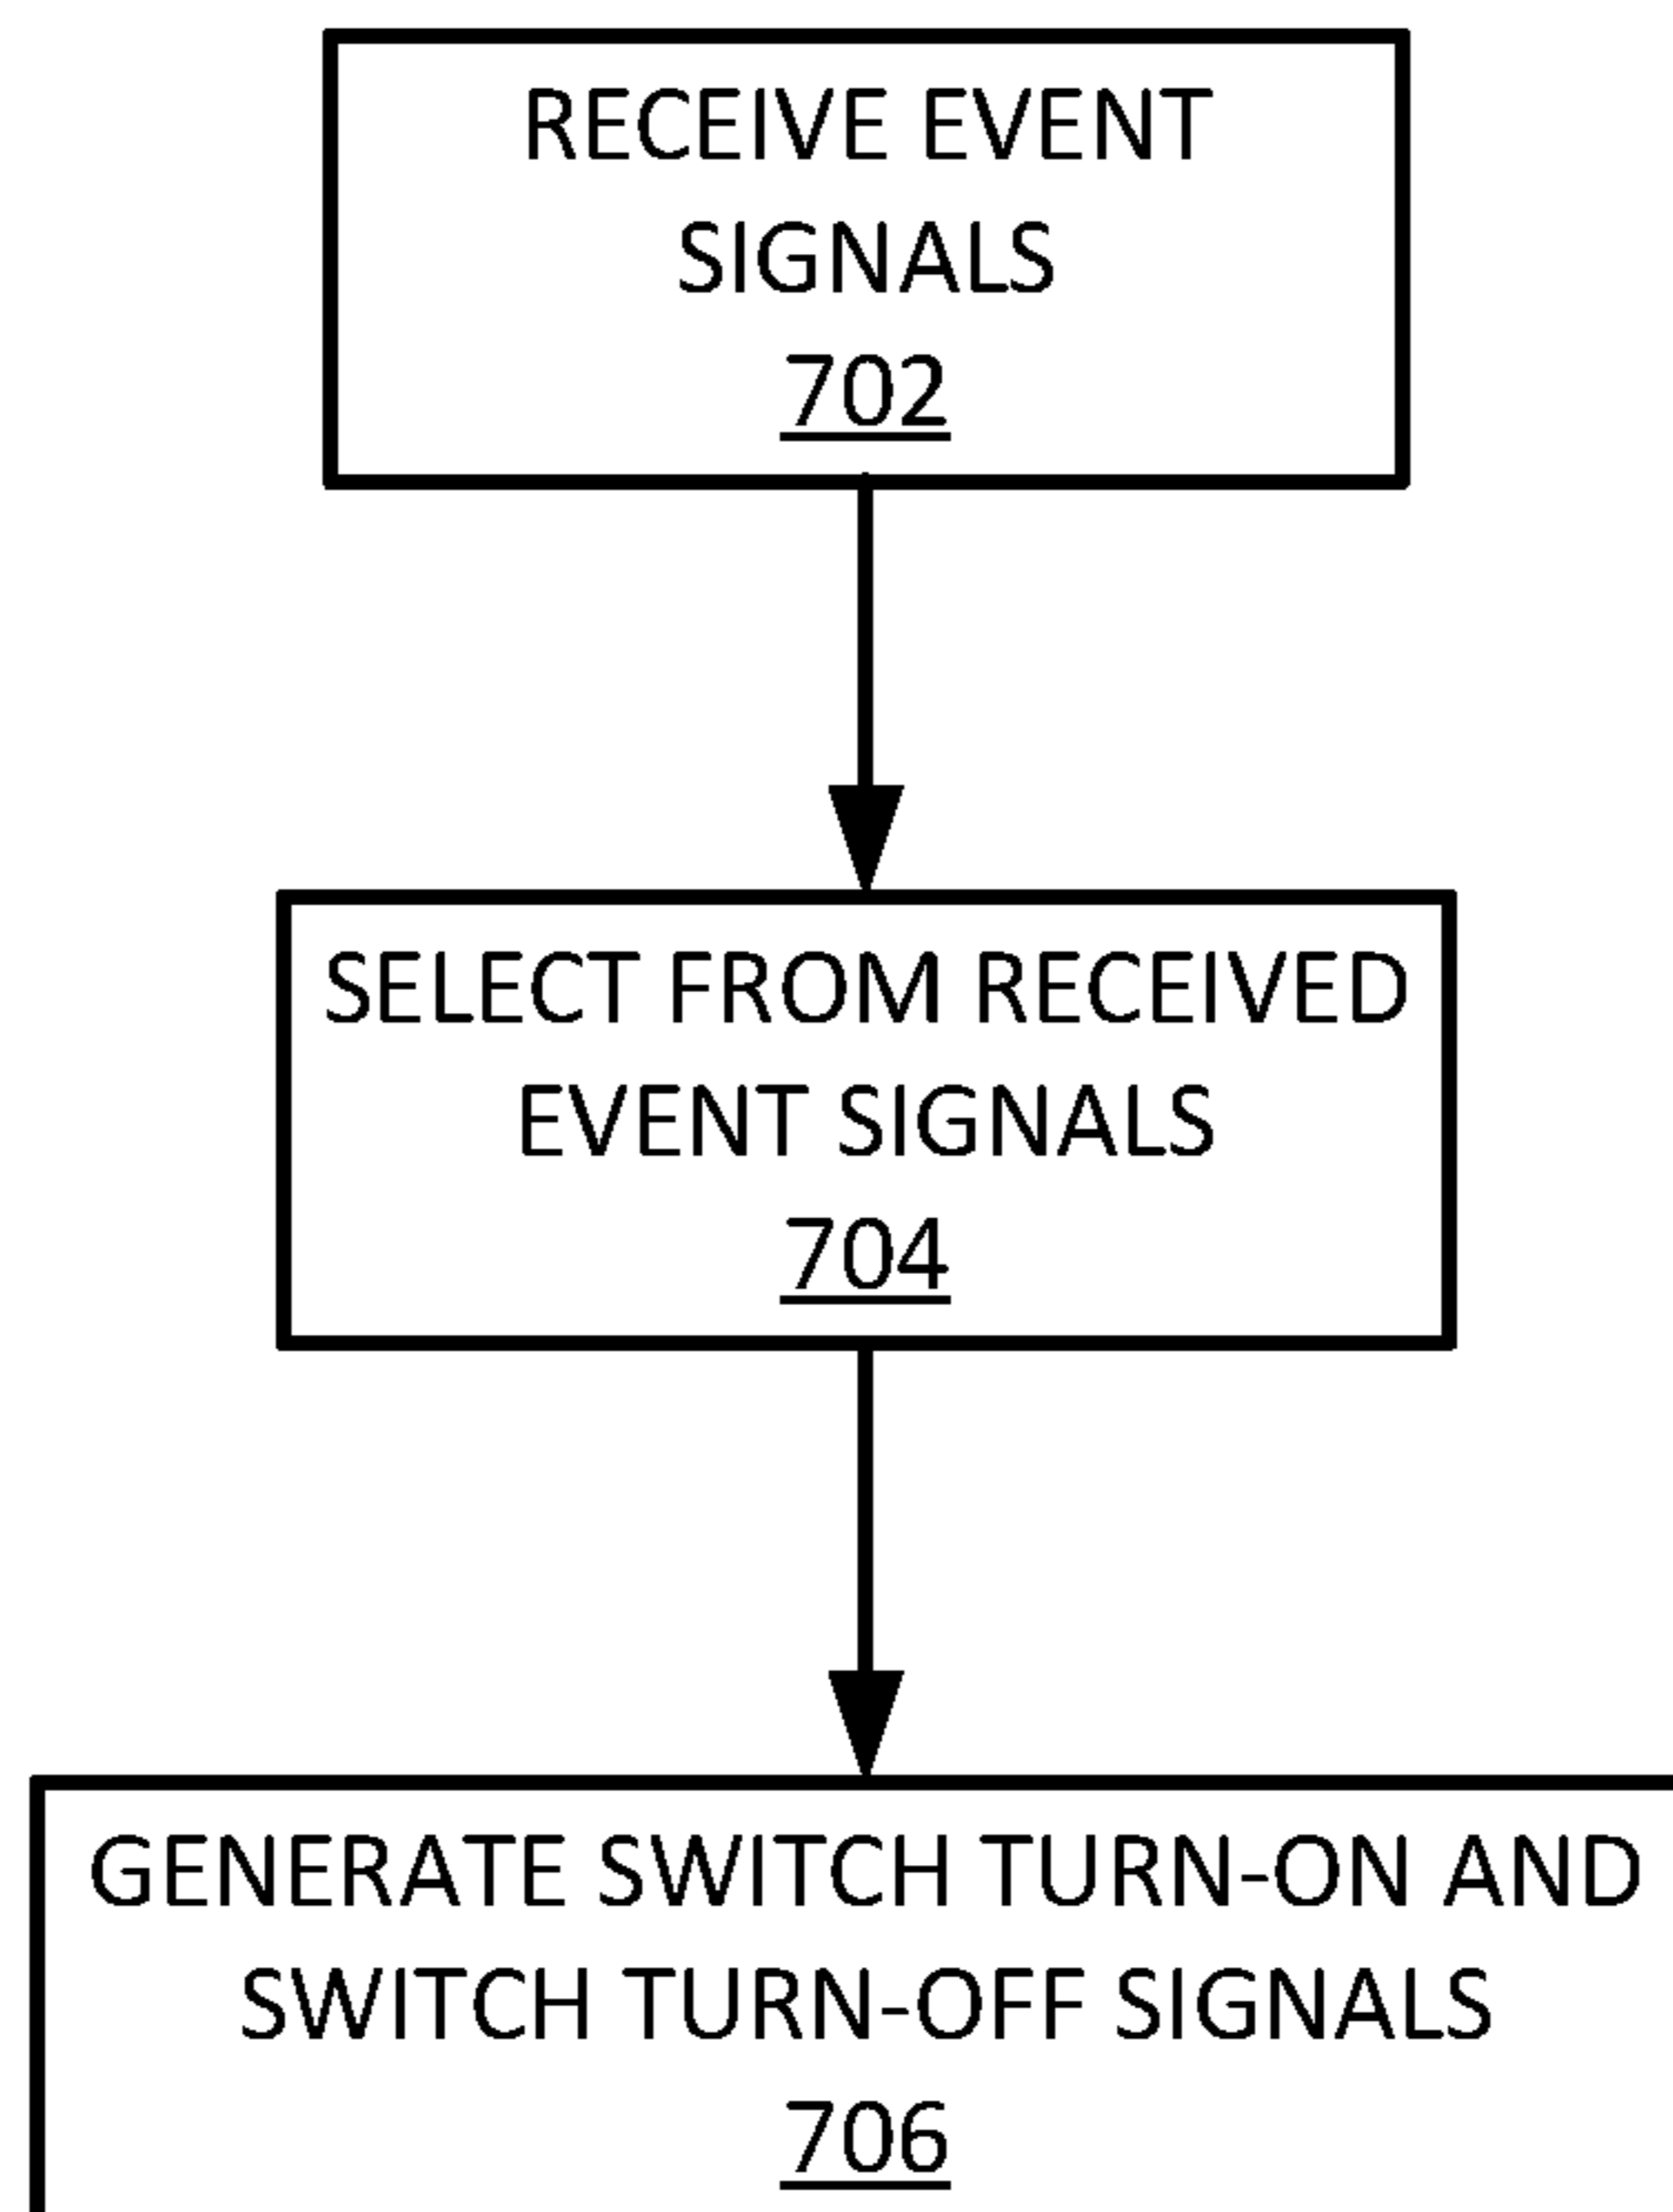 RECEIVE EVENT
SIGNALS
702
SELECT FROM RECEIVED
EVENT SIGNALS
704
GENERATE SWITCH TURN-ON AND
SWITCH TURN-OFF SIGNALS
706